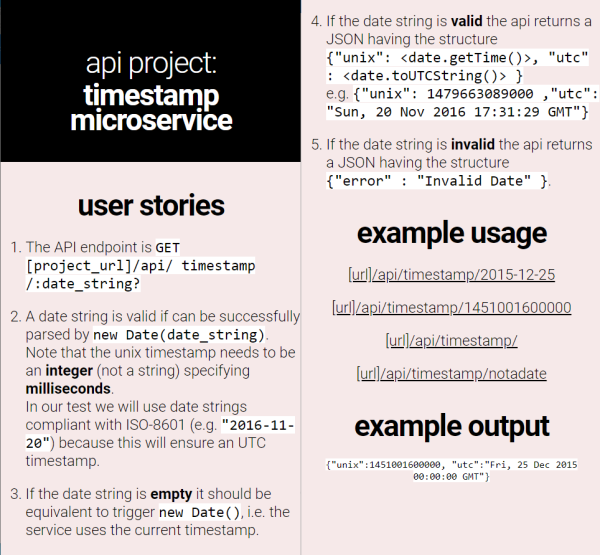 api project:
timestamp
microservice
user stories
1. The API endpoint is GET
[project_url]/api/ timestamp
/:date_string?
2. A date string is valid if can be successfully
parsed by new Date(date_string).
Note that the unix timestamp needs to be
an integer (not a string) specifying
milliseconds.
In our test we will use date strings
compliant with ISO-8601 (e.g. "2016-11-
20") because this will ensure an UTC
timestamp.
3. If the date string is empty it should be
equivalent to trigger new Date(), i.e. the
service uses the current timestamp.
4. If the date string is valid the api returns a
JSON having the structure
{"unix": <date.getTime()>, "utc"
: <date.toUTCString()> }
e.g. {"unix": 1479663089000 ,"utc":
"Sun, 20 Nov 2016 17:31:29 GMT"}
5. If the date string is invalid the api returns
a JSON having the structure
{"error" : "Invalid Date" }.
example usage
[url]/api/timestamp/2015-12-25
[url]/api/timestamp/1451001600000
[url]/api/timestamp/
[url]/api/timestamp/notadate
example output
{"unix":1451001600000, "utc":"Fri, 25 Dec 2015
00:00:00 GMT"}